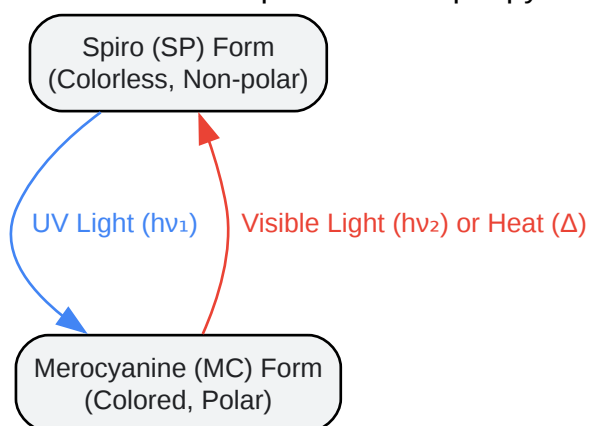 Spiro (SP) Form
(Colorless, Non-polar)
UV Light (hν₁)
Visible Light (hν₂) or Heat (Δ)
Merocyanine (MC) Form
(Colored, Polar)